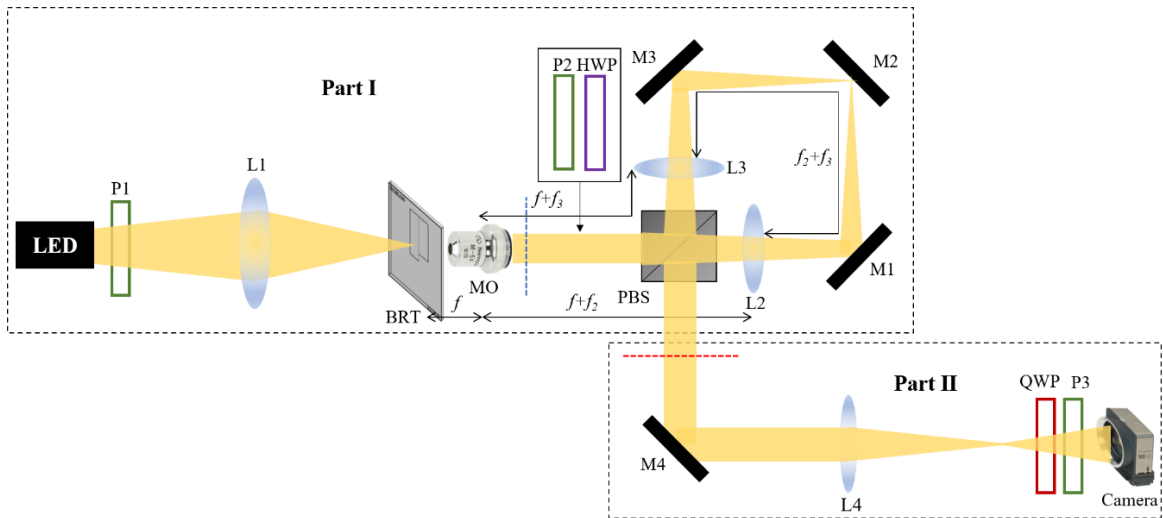 Part I
M3
M2
P2 HWP
L1
P1
f2+f3
L3
f+f3
LED
M1
MO
PBS
L2
BRT
f
f+f2
Part II
QWP
P3
M4
L4
Camera